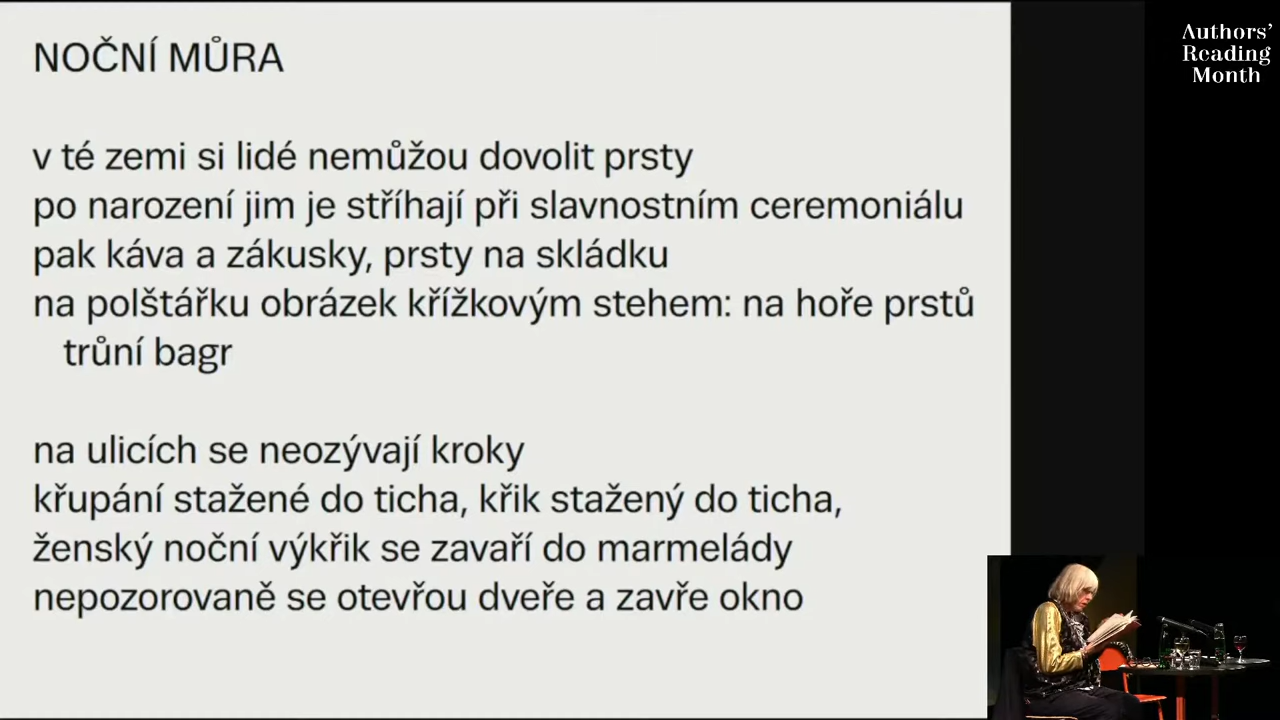 NOČNÍ MŮRA
v té zemi si lidé nemůžou dovolit prsty
po narození jim je stříhají při slavnostním ceremoniálu
pak káva a zákusky, prsty na skládku
na polštářku obrázek křížkovým stehem: na hoře prstů
trůní bagr
na ulicích se neozývají kroky
křupání stažené do ticha, křik stažený do ticha,
ženský noční výkřik se zavaří do marmelády
nepozorovaně se otevřou dveře a zavře okno
Authors'
Reading
Month